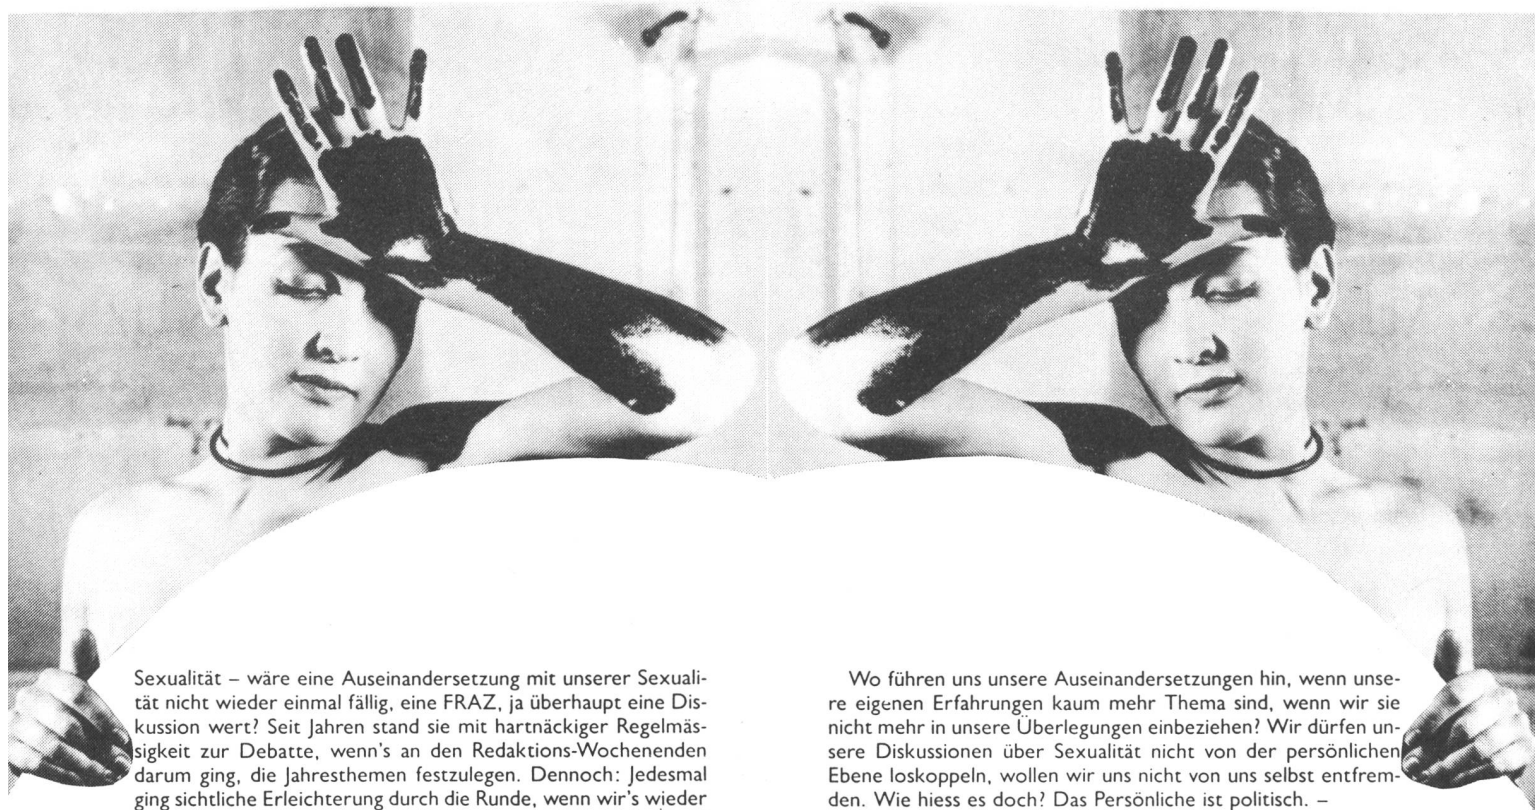 Sexualität – wäre eine Auseinandersetzung mit unserer Sexuali-
tät nicht wieder einmal fällig, eine FRAZ, ja überhaupt eine Dis-
kussion wert? Seit Jahren stand sie mit hartnäckiger Regelmäs-
sigkeit zur Debatte, wenn's an den Redaktions-Wochenenden
darum ging, die Jahresthemen festzulegen. Dennoch: Jedesmal
ging sichtliche Erleichterung durch die Runde, wenn wir's wieder
Wo führen uns unsere Auseinandersetzungen hin, wenn unse-
re eigenen Erfahrungen kaum mehr Thema sind, wenn wir sie
nicht mehr in unsere Überlegungen einbeziehen? Wir dürfen un-
sere Diskussionen über Sexualität nicht von der persönlichen
Ebene loskoppeln, wollen wir uns nicht von uns selbst entfrem-
den. Wie hiess es doch? Das Persönliche ist politisch. –